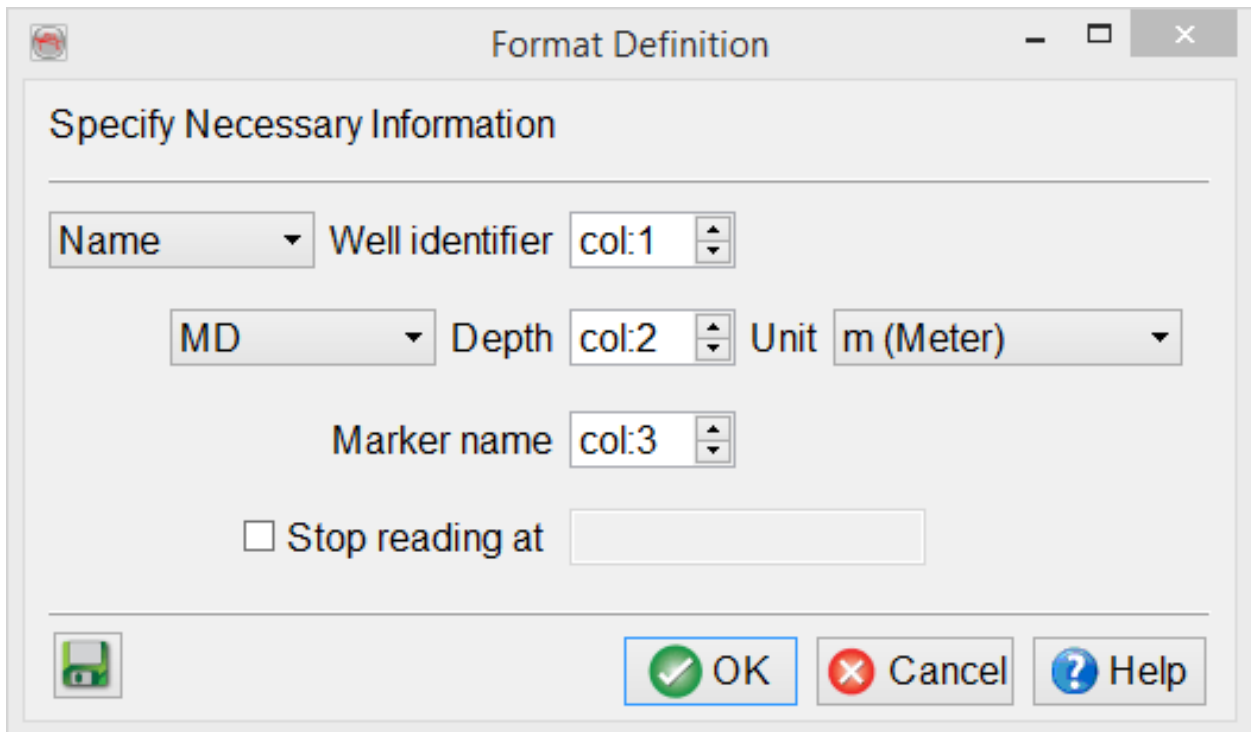 Format Definition
Specify Necessary Information
Name Well identifier col:1
MD Depth col:2 Unit m (Meter)
Marker name col:3
Stop reading at
OK Cancel Help